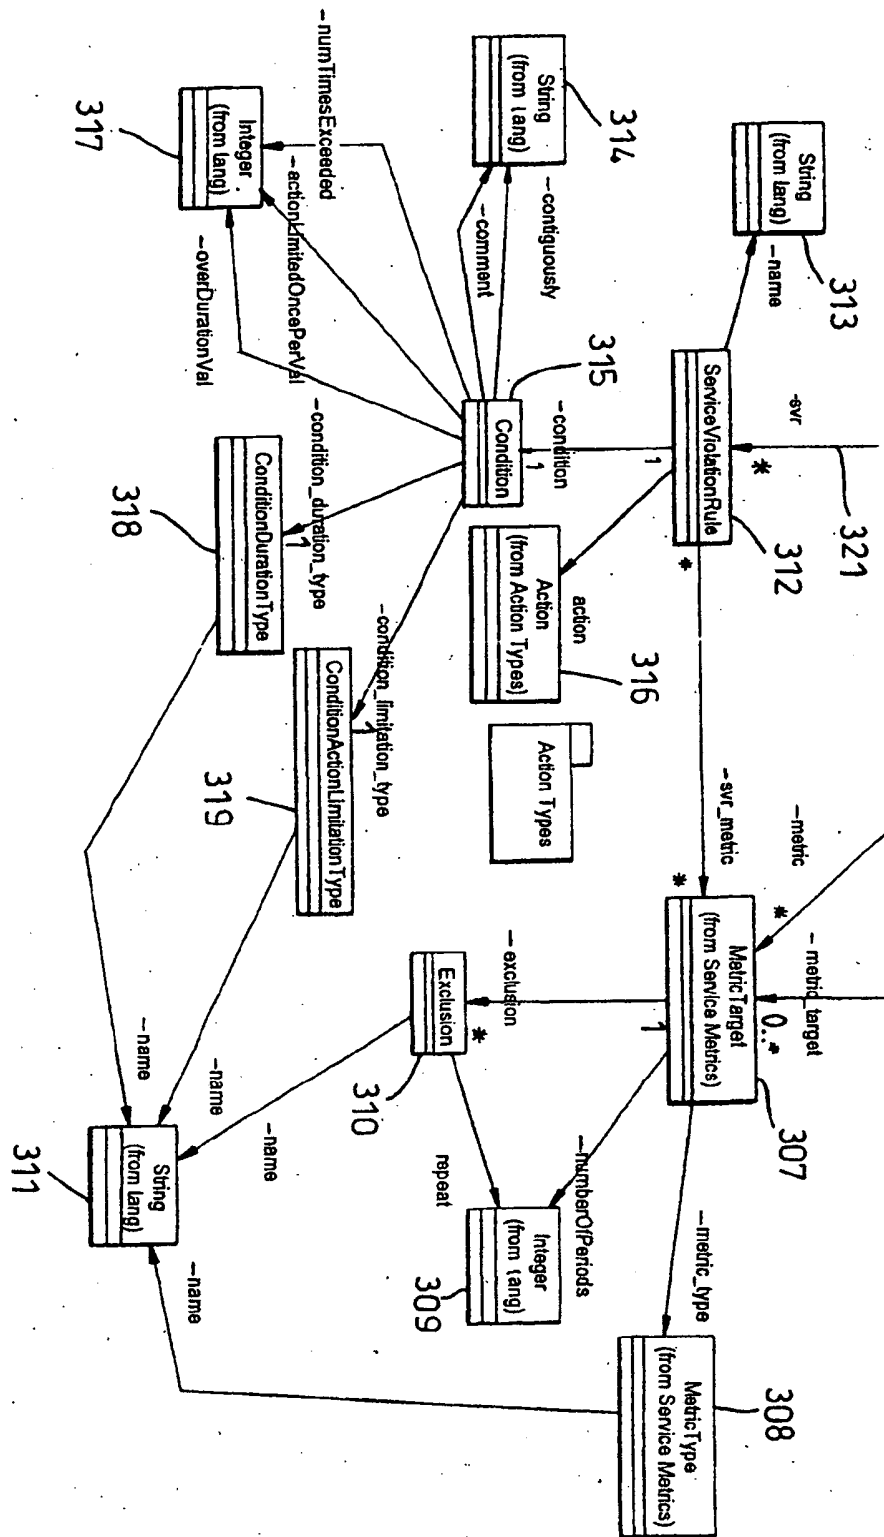 -svr
*
321
ServiceViolationRule
312
*
1
String
(from lang)
313
-name
-condition
1
action
Action
(from Action Types)
316
Action Types
-svr_metric
*
-metric
*
- metric_target
0..*
MetricTarget
(from Service Metrics)
307
1
-metric_type
MetricType
(from Service Metrics)
308
String
(from lang)
314
-contiguously
-comment
Condition
315
-numTimesExceeded
-actionLimitedOncePerVal
-overDurationVal
Integer
(from lang)
317
-condition_duration_type
1
ConditionDurationType
318
-condition_limitation_type
1
ConditionActionLimitationType
319
- exclusion
*
Exclusion
310
repeat
-numberOfPeriods
Integer
(from lang)
309
-name
-name
-name
-name
String
(from lang)
311